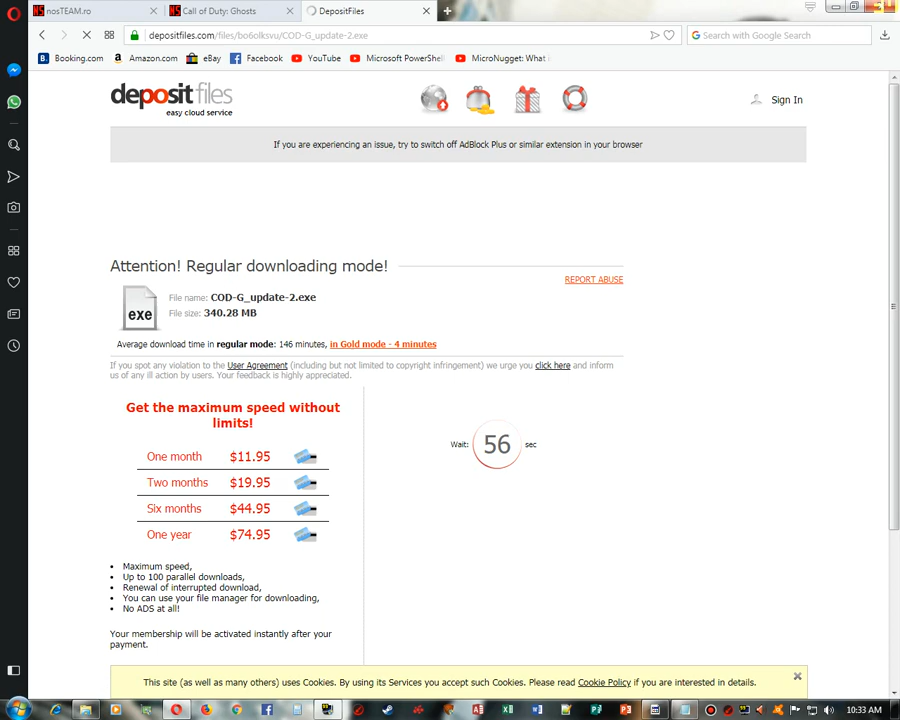 nosTEAM.ro
Call of Duty: Ghosts
DepositFiles
depositfiles.com/files/bo6olksvu/COD-G_update-2.exe
Search with Google Search
Booking.com
Amazon.com
eBay
Facebook
YouTube
Microsoft PowerShel
MicroNugget: What i
depositfiles
easy cloud service
Sign In
If you are experiencing an issue, try to switch off AdBlock Plus or similar extension in your browser
Attention! Regular downloading mode!
REPORT ABUSE
exe
File name: COD-G_update-2.exe
File size: 340.28 MB
Average download time in regular mode: 146 minutes, in Gold mode - 4 minutes
If you spot any violation to the User Agreement (including but not limited to copyright infringement) we urge you click here and inform
us of any ill action by users. Your feedback is highly appreciated.
Get the maximum speed without
limits!
One month $11.95
Two months $19.95
Six months $44.95
One year $74.95
Wait: 56 sec
• Maximum speed,
• Up to 100 parallel downloads,
• Renewal of interrupted download,
• You can use your file manager for downloading,
• No ADS at all!
Your membership will be activated instantly after your
payment.
This site (as well as many others) uses Cookies. By using its Services you accept such Cookies. Please read Cookie Policy if you are interested in details.
10:33 AM